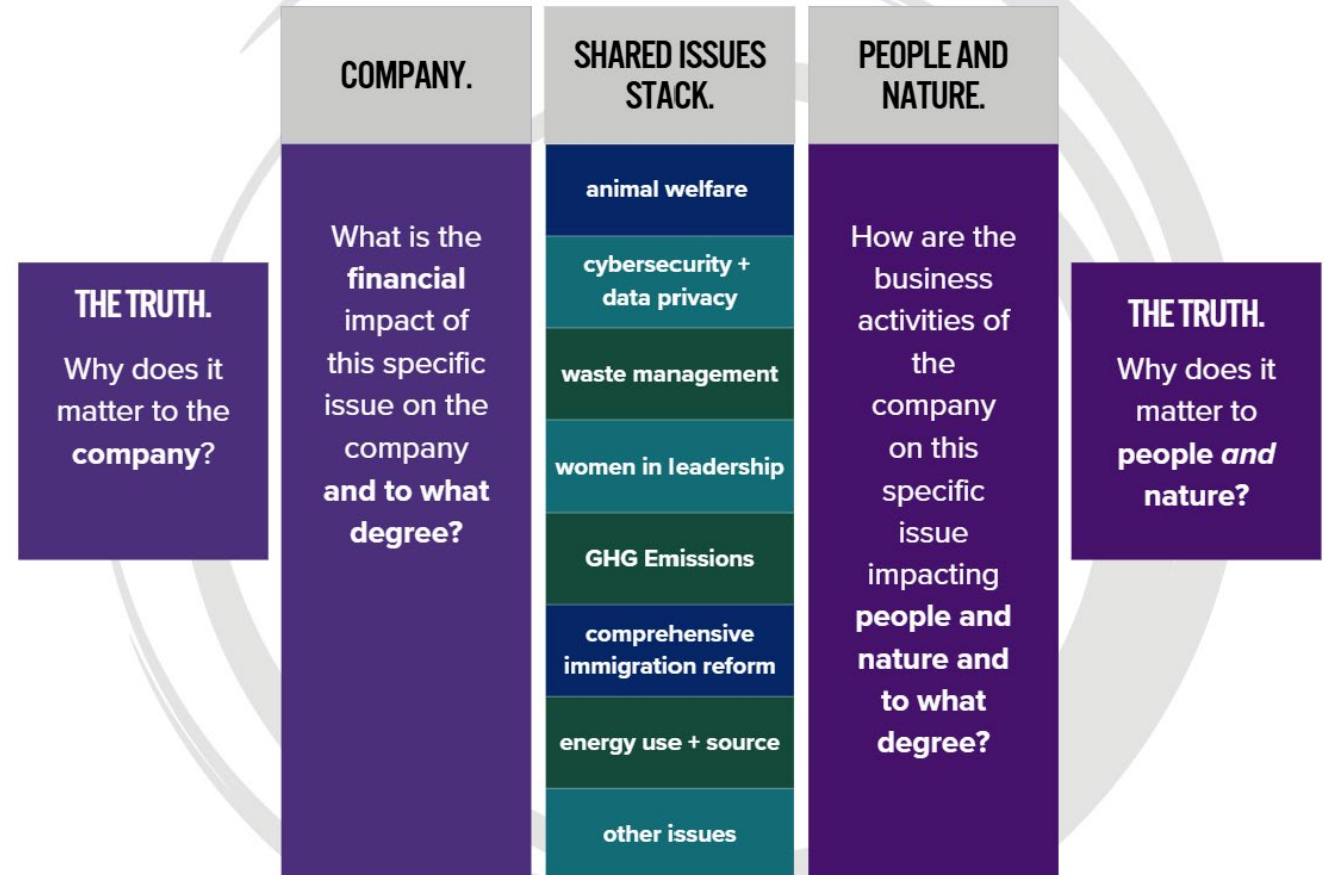 THE TRUTH.
Why does it
matter to the
company?
COMPANY.
What is the
financial
impact of
this specific
issue on the
company
and to what
degree?
SHARED ISSUES
STACK.
animal welfare
cybersecurity +
data privacy
waste management
women in leadership
GHG Emissions
comprehensive
immigration reform
energy use + source
other issues
PEOPLE AND
NATURE.
How are the
business
activities of
the
company
on this
specific
issue
impacting
people and
nature and
to what
degree?
THE TRUTH.
Why does it
matter to
people and
nature?